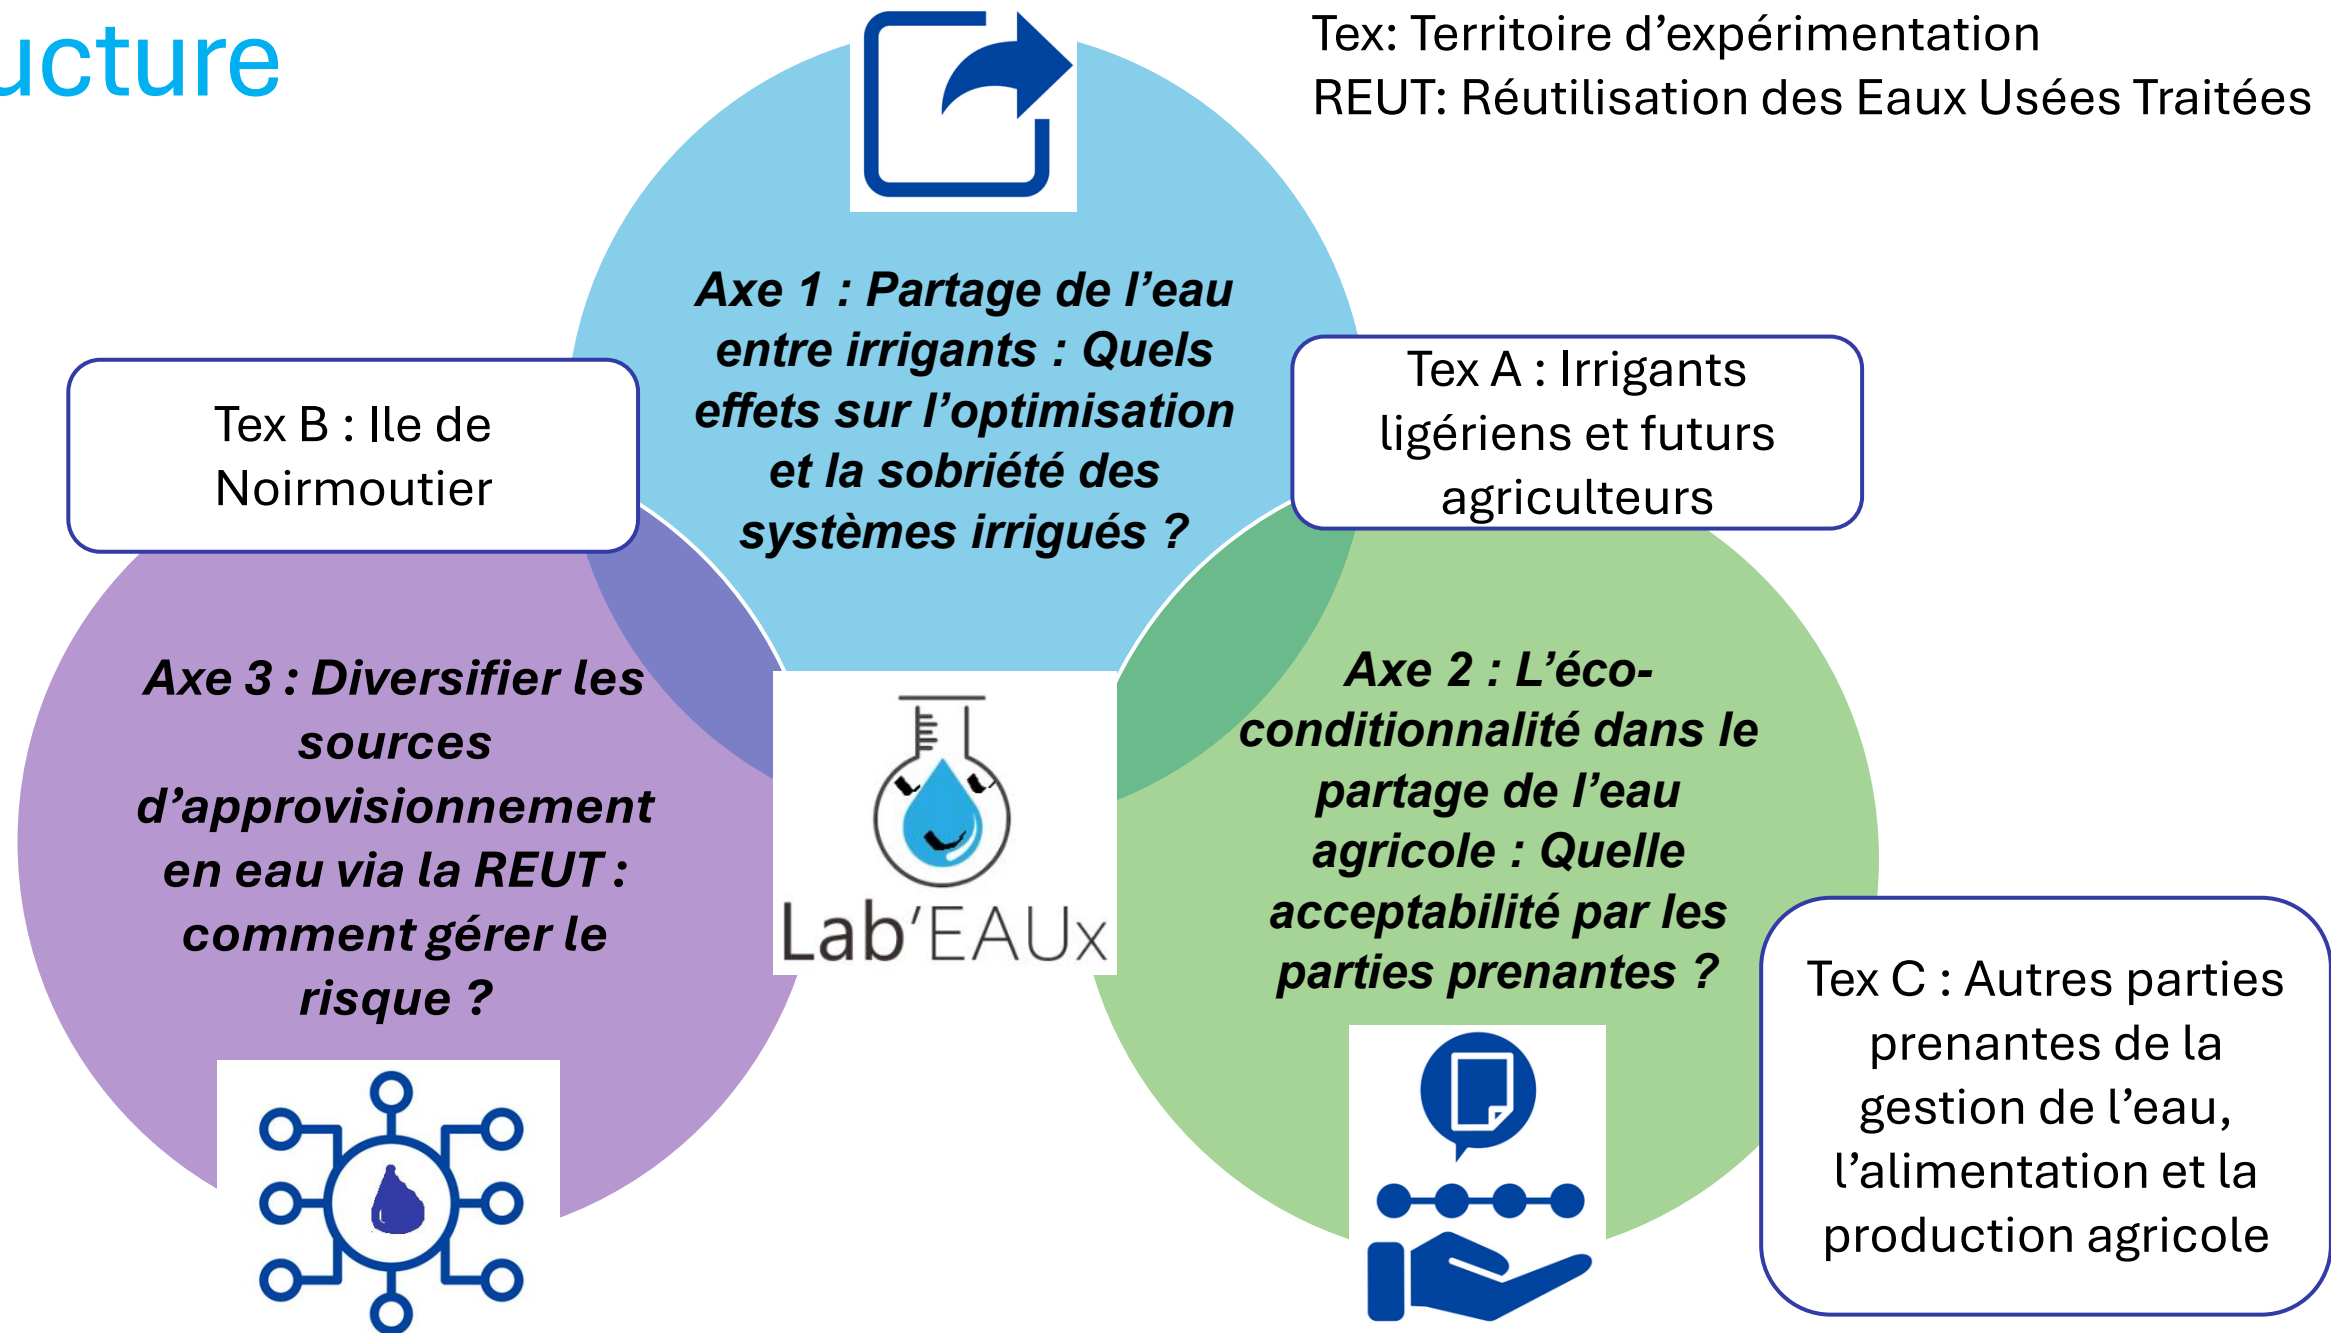 ucture
Tex: Territoire d’expérimentation
REUT: Réutilisation des Eaux Usées Traitées
Axe 1 : Partage de l’eau
entre irrigants : Quels
effets sur l’optimisation
et la sobriété des
systèmes irrigués ?
Tex B : Ile de
Noirmoutier
Tex A : Irrigants
ligériens et futurs
agriculteurs
Axe 3 : Diversifier les
sources
d’approvisionnement
en eau via la REUT :
comment gérer le
risque ?
Lab’EAUx
Axe 2 : L’éco-
conditionnalité dans le
partage de l’eau
agricole : Quelle
acceptabilité par les
parties prenantes ?
Tex C : Autres parties
prenantes de la
gestion de l’eau,
l’alimentation et la
production agricole